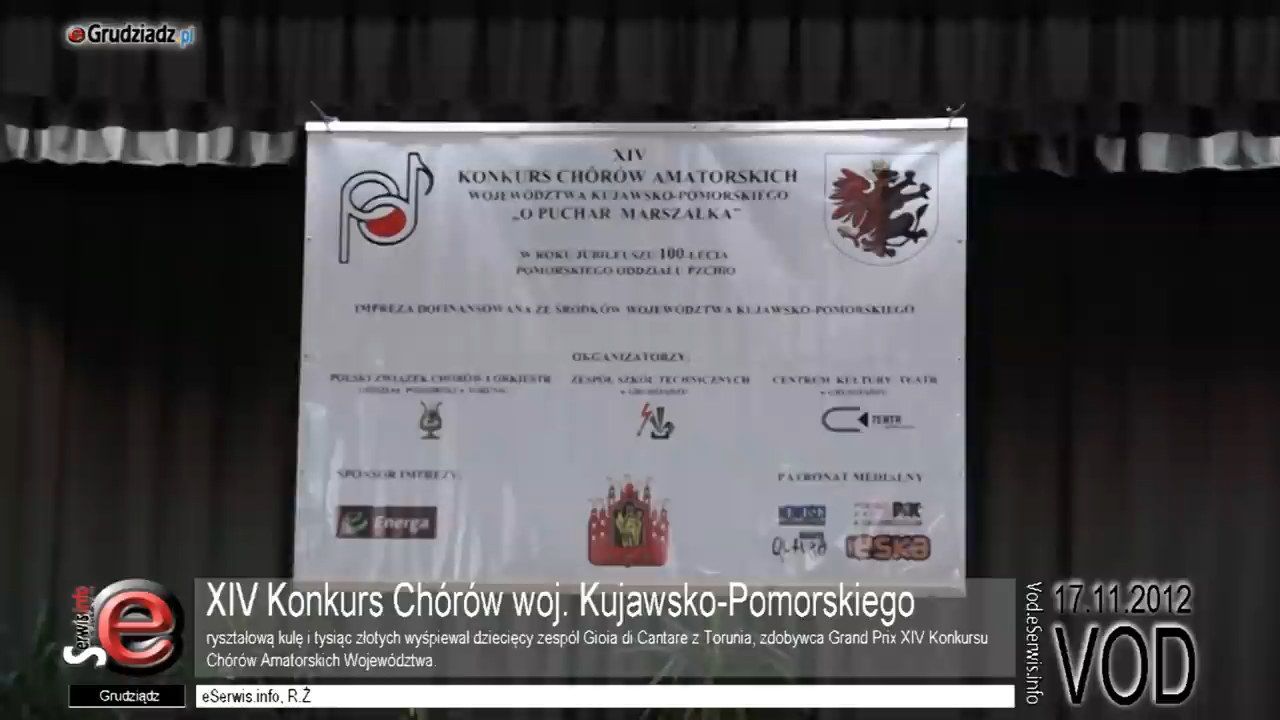 eGrudziadz.pl
XIV
KONKURS CHÓRÓW AMATORSKICH
WOJEWÓDZTWA KUJAWSKO-POMORSKIEGO
„O PUCHAR MARSZAŁKA”
W ROKU JUBILEUSZU 100-LECIA
POMORSKIEGO ODDZIAŁU PZCHIO
IMPREZA DOFINANSOWANA ZE ŚRODKÓW WOJEWÓDZTWA KUJAWSKO-POMORSKIEGO
ORGANIZATORZY:
POLSKI ZWIĄZEK CHÓRÓW I ORKIESTR
ZESPÓŁ SZKÓŁ TECHNICZNYCH
CENTRUM KULTURY TEATR
TEATR
SPONSOR IMPREZY:
PATRONAT MEDIALNY
Energa
PIK
eska
XIV Konkurs Chórów woj. Kujawsko-Pomorskiego
ryształową kulę i tysiąc złotych wyśpiewał dziecięcy zespół Gioia di Cantare z Torunia, zdobywca Grand Prix XIV Konkursu
Chórów Amatorskich Województwa.
eSerwis.info
e
Grudziądz
eSerwis.info, R.Ż
Vod.eSerwis.info
17.11.2012
VOD